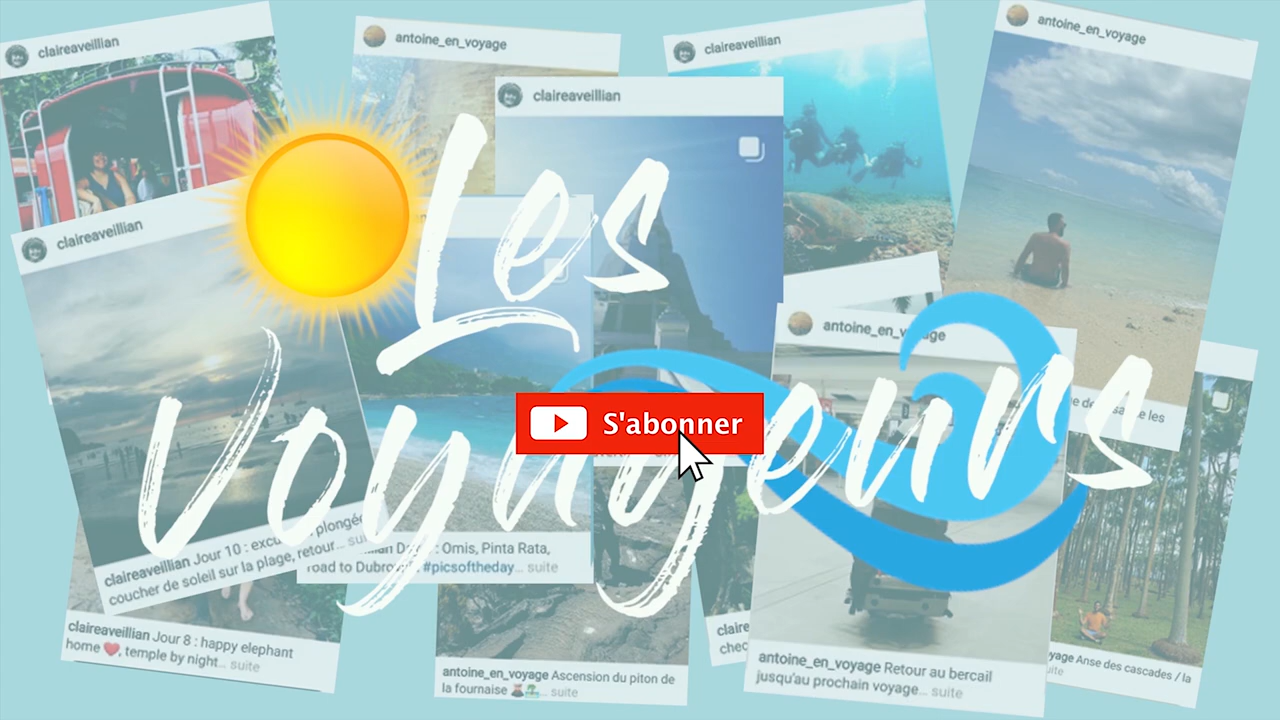 claireaveillian
antoine_en_voyage
claireaveillian
antoine_en_voyage
claireaveillian
claireaveillian
Les
Voyageurs
S'abonner
antoine_en_voyage
claireaveillian Jour 10 : plongée
coucher de soleil sur la plage, retour...
Omis, Pinta Rata,
road to #picsoftheday... suite
claireaveillian Jour 8 : happy elephant
home ❤️, temple by night... suite
antoine_en_voyage Ascension du piton de
la fournaise 🌋🏝️... suite
antoine_en_voyage Retour au bercail
jusqu'au prochain voyage... suite
Anse des cascades / la
... suite